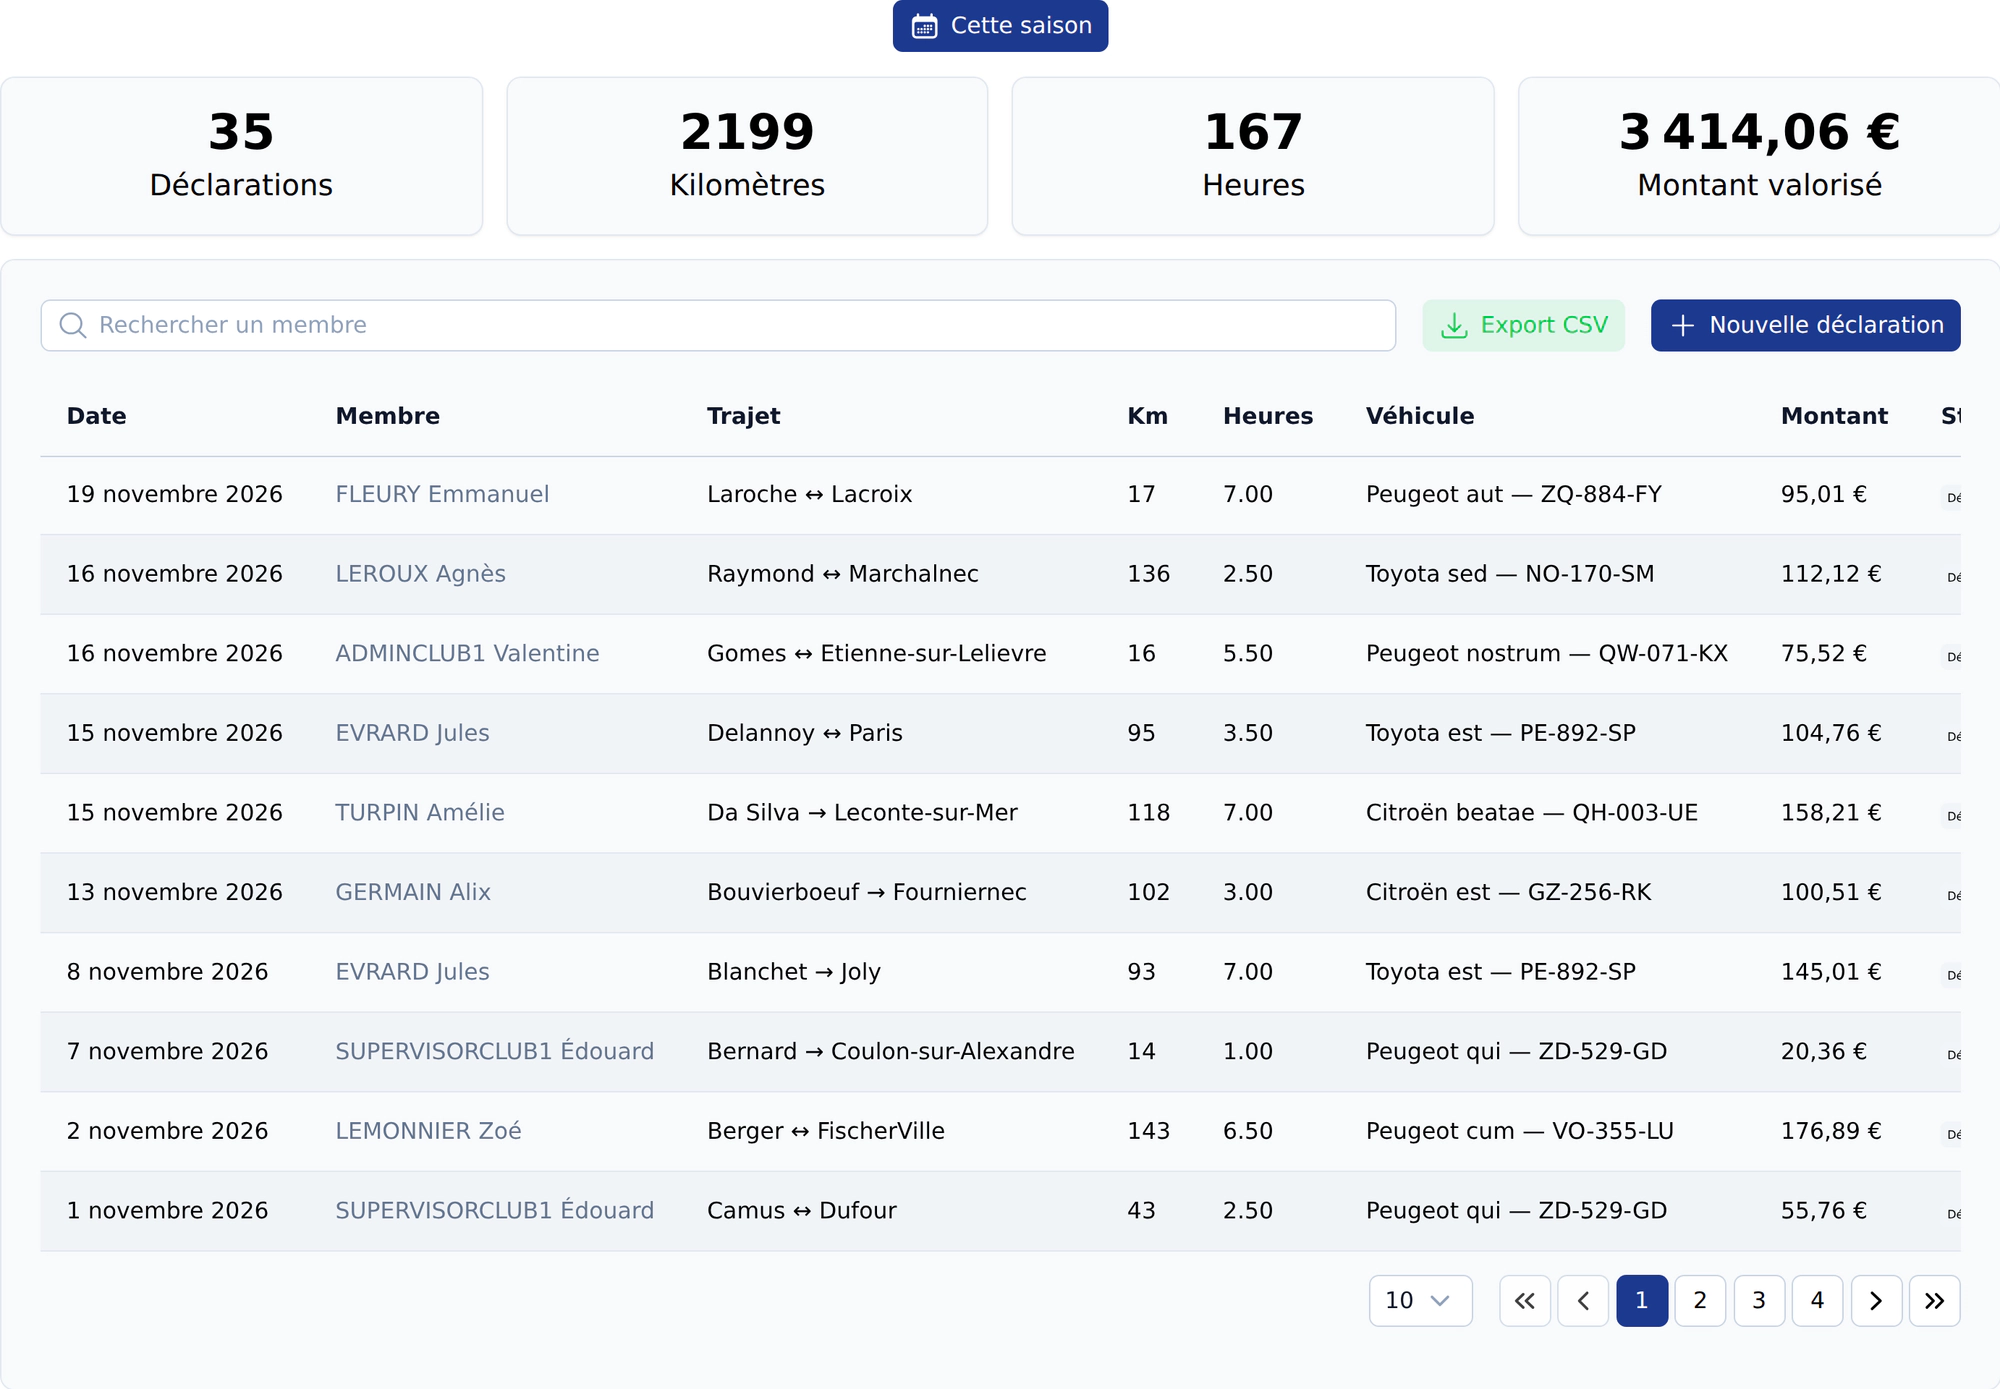 Cette saison
35
Déclarations
2199
Kilomètres
167
Heures
3 414,06 €
Montant valorisé
Rechercher un membre
Export CSV
Nouvelle déclaration
Date Membre Trajet Km Heures Véhicule Montant
19 novembre 2026 FLEURY Emmanuel Laroche ↔ Lacroix 17 7.00 Peugeot aut — ZQ-884-FY 95,01 €
16 novembre 2026 LEROUX Agnès Raymond ↔ Marchalnec 136 2.50 Toyota sed — NO-170-SM 112,12 €
16 novembre 2026 ADMINCLUB1 Valentine Gomes ↔ Etienne-sur-Lelievre 16 5.50 Peugeot nostrum — QW-071-KX 75,52 €
15 novembre 2026 EVRARD Jules Delannoy ↔ Paris 95 3.50 Toyota est — PE-892-SP 104,76 €
15 novembre 2026 TURPIN Amélie Da Silva → Leconte-sur-Mer 118 7.00 Citroën beatae — QH-003-UE 158,21 €
13 novembre 2026 GERMAIN Alix Bouvierboeuf → Fourniernec 102 3.00 Citroën est — GZ-256-RK 100,51 €
8 novembre 2026 EVRARD Jules Blanchet → Joly 93 7.00 Toyota est — PE-892-SP 145,01 €
7 novembre 2026 SUPERVISORCLUB1 Édouard Bernard → Coulon-sur-Alexandre 14 1.00 Peugeot qui — ZD-529-GD 20,36 €
2 novembre 2026 LEMONNIER Zoé Berger ↔ FischerVille 143 6.50 Peugeot cum — VO-355-LU 176,89 €
1 novembre 2026 SUPERVISORCLUB1 Édouard Camus ↔ Dufour 43 2.50 Peugeot qui — ZD-529-GD 55,76 €
10 1 2 3 4